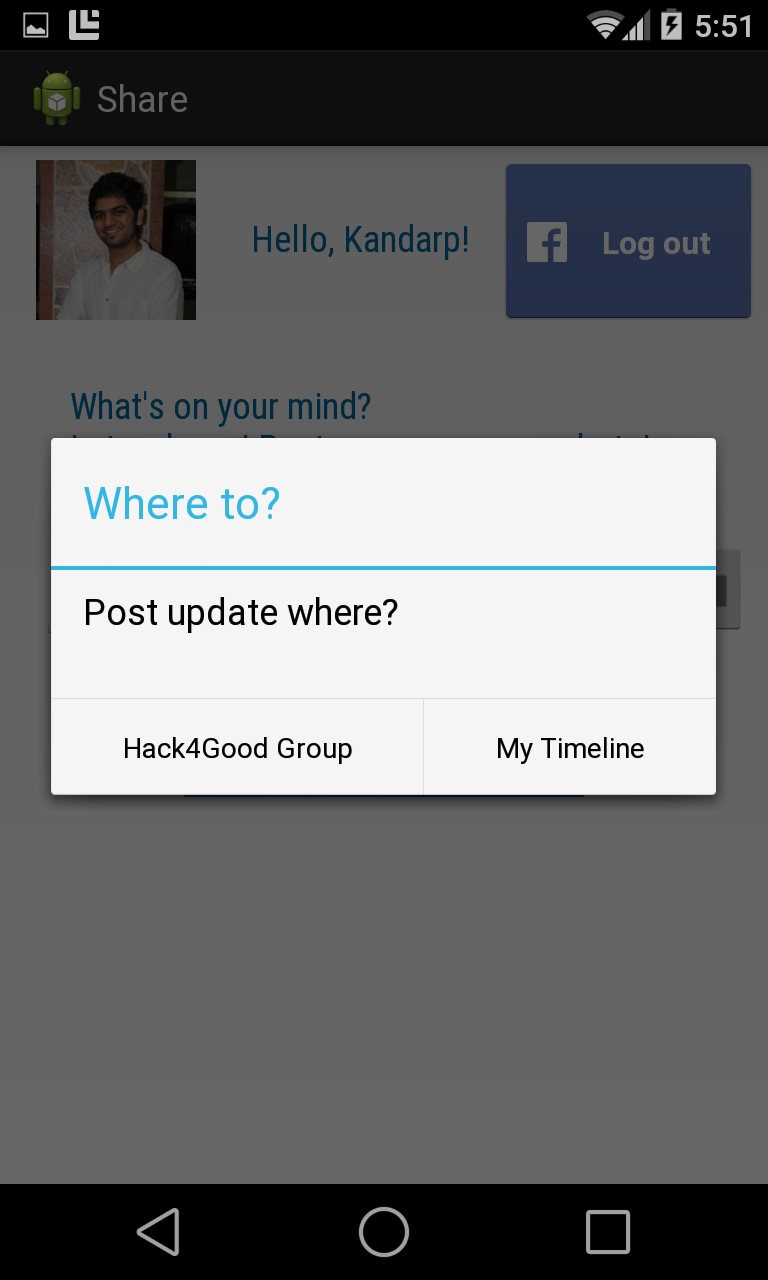 5:51
Share
Hello, Kandarp!
Log out
What's on your mind?
Where to?
Post update where?
Hack4Good Group
My Timeline